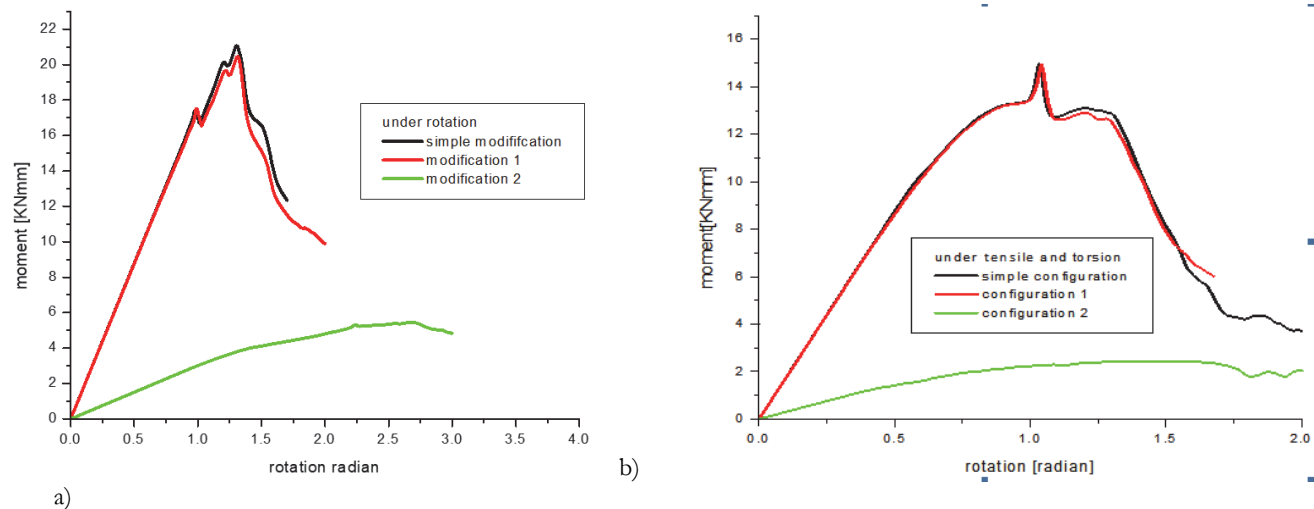 22
20
18
16
14
12
10
8
6
4
2
0
moment [KNmm]
under rotation
simple modififcation
modification 1
modification 2
0.0 0.5 1.0 1.5 2.0 2.5 3.0 3.5 4.0
rotation radian
a)
16
14
12
10
8
6
4
2
0
moment[KNmm]
under tensile and torsion
simple configuration
configuration 1
configuration 2
0.0 0.5 1.0 1.5 2.0
rotation [radian]
b)